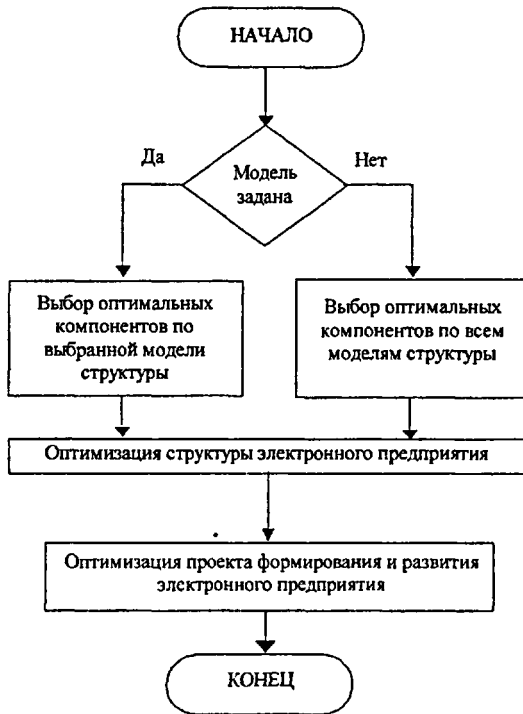 НАЧАЛО
Да
Нет
Модель
задана
Выбор оптимальных
компонентов по
выбранной модели
структуры
Выбор оптимальных
компонентов по всем
моделям структуры
Оптимизация структуры электронного предприятия
Оптимизация проекта формирования и развития
электронного предприятия
КОНЕЦ